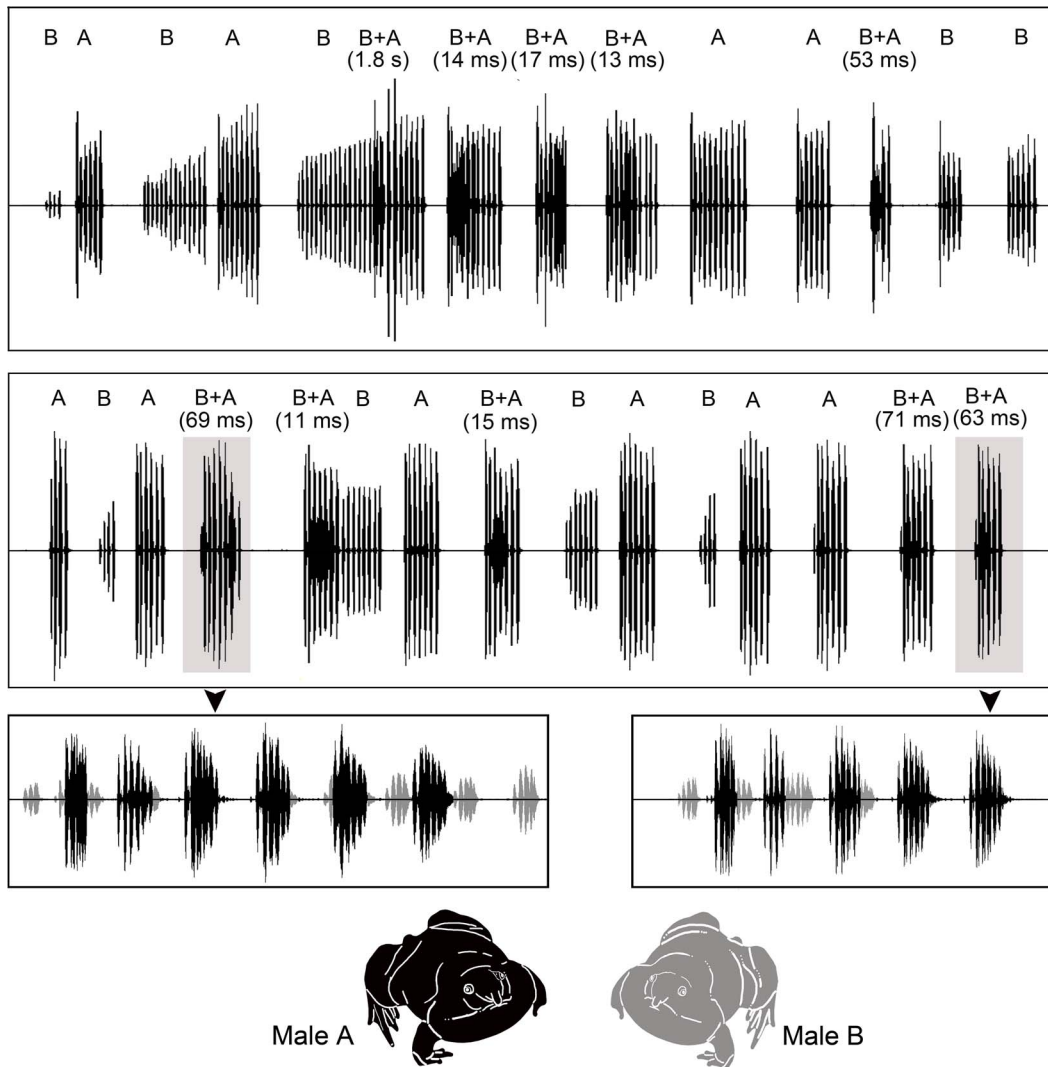 B A B A B B+A B+A B+A B+A A A B+A B B
(1.8 s) (14 ms) (17 ms) (13 ms) (53 ms)
A B A B+A B+A B A B+A B A B A A B+A B+A
(69 ms) (11 ms) (15 ms) (71 ms) (63 ms)
Male A Male B